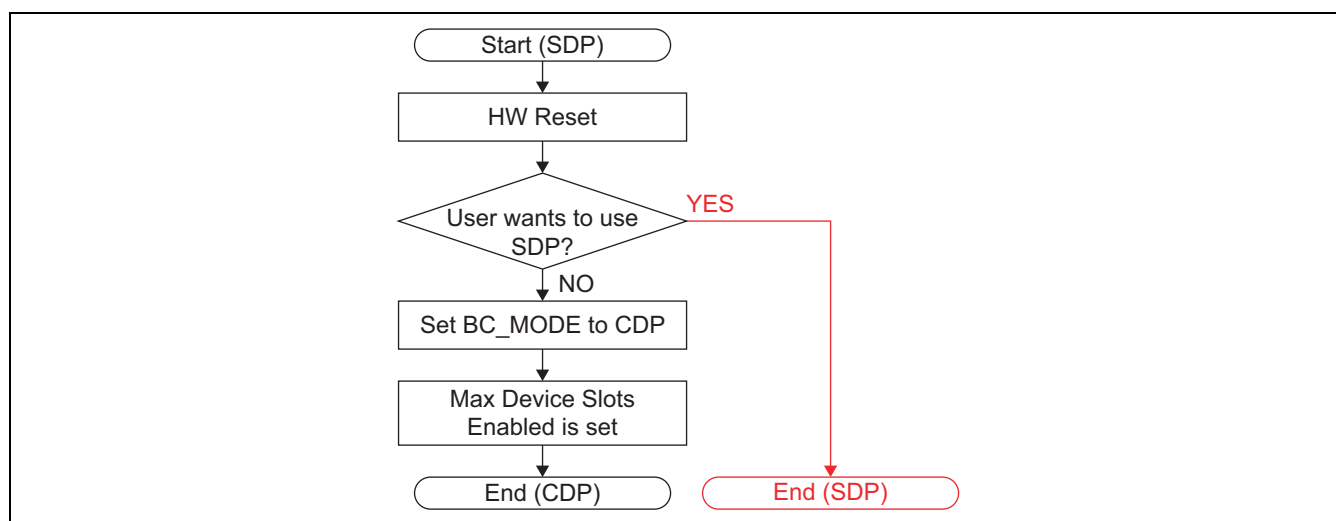 Start (SDP)
HW Reset
User wants to use
SDP?
YES
NO
Set BC_MODE to CDP
Max Device Slots
Enabled is set
End (CDP)
End (SDP)